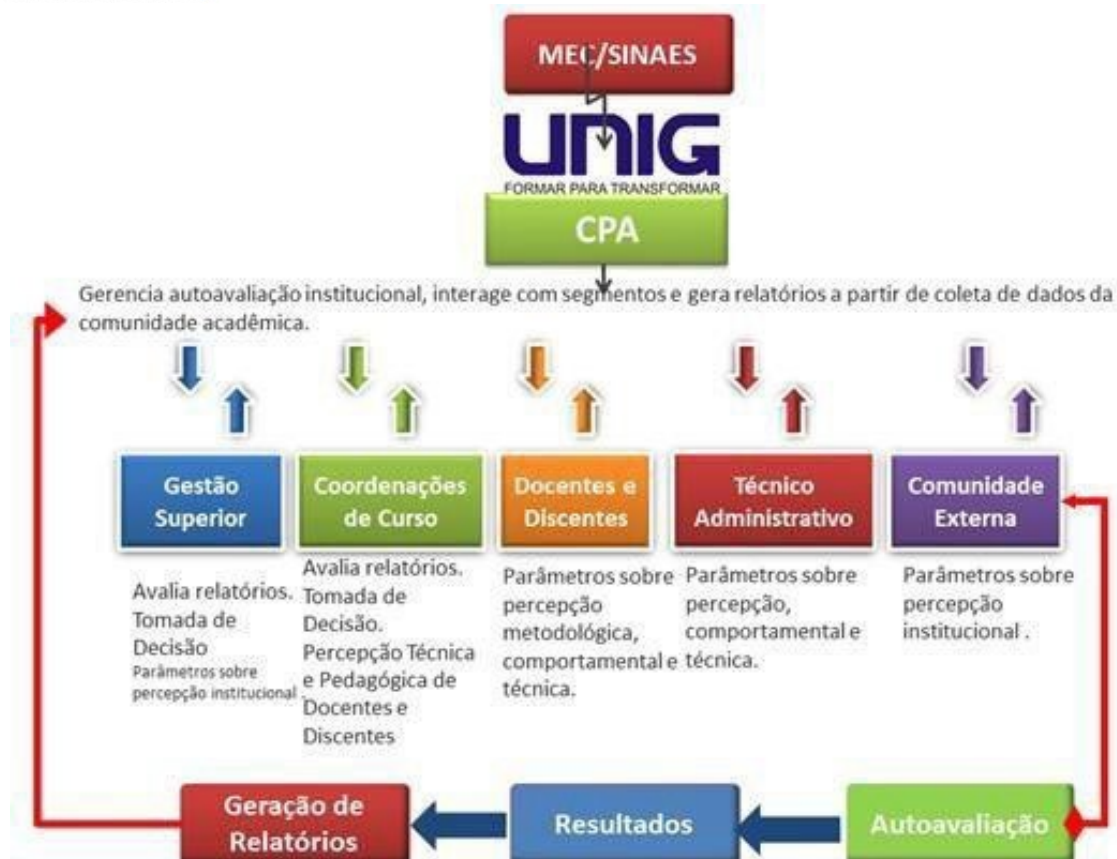 MEC/SINAES
UNIG
FORMAR PARA TRANSFORMAR
CPA
Gerencia autoavaliação institucional, interage com segmentos e gera relatórios a partir de coleta de dados da
comunidade acadêmica.
Gestão
Superior
Avalia relatórios.
Tomada de
Decisão
Parâmetros sobre
percepção institucional .
Coordenações
de Curso
Avalia relatórios.
Tomada de
Decisão.
Percepção Técnica
e Pedagógica de
Docentes e
Discentes
Docentes e
Discentes
Parâmetros sobre
percepção
metodológica,
comportamental e
técnica.
Técnico
Administrativo
Parâmetros sobre
percepção,
comportamental e
técnica.
Comunidade
Externa
Parâmetros sobre
percepção
institucional .
Geração de
Relatórios
Resultados
Autoavaliação